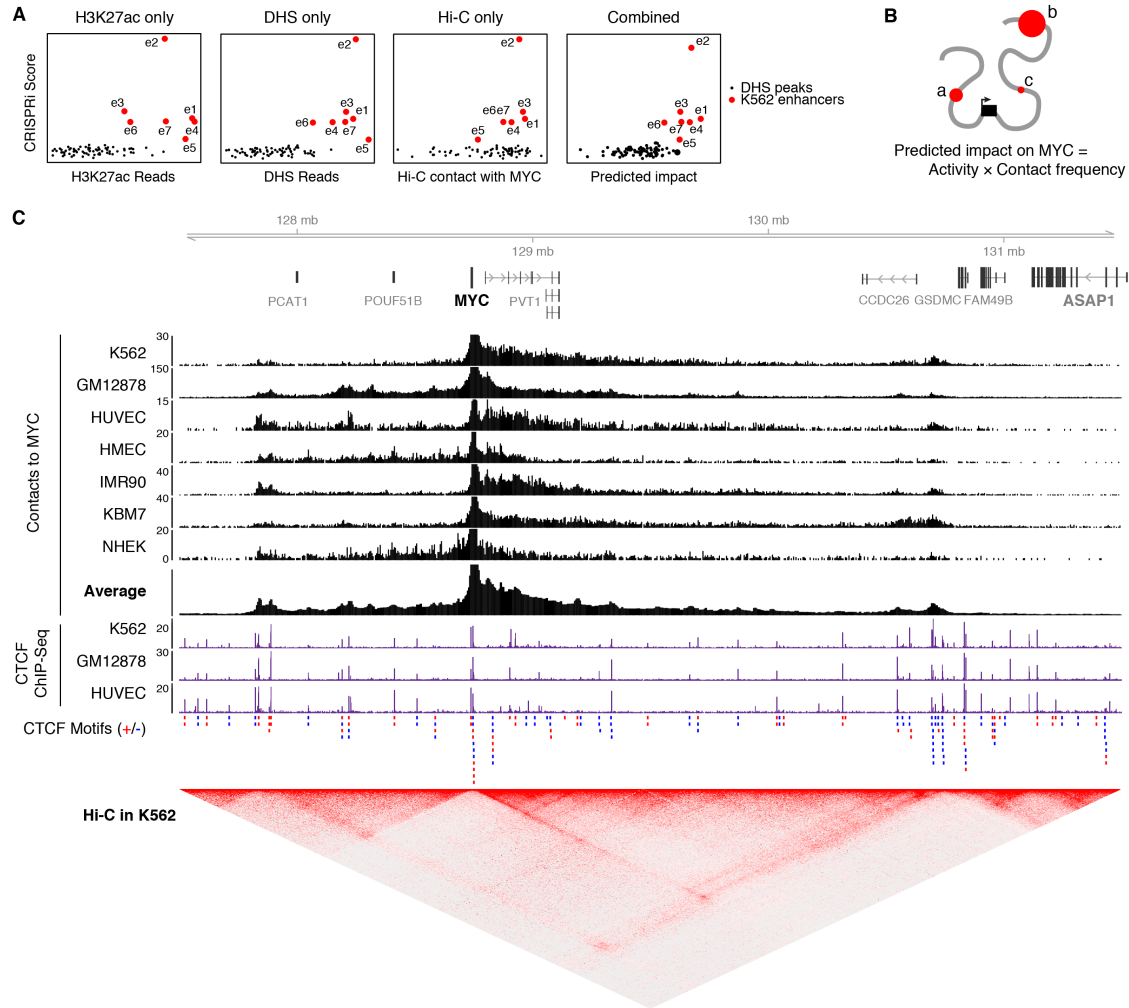 A
H3K27ac only
DHS only
Hi-C only
Combined
CRISPRi Score
e2
e3
e6
e7
e1
e4
e5
H3K27ac Reads
e2
e3
e1
e6
e4
e7
e5
DHS Reads
e2
e3
e6e7
e1
e4
e5
Hi-C contact with MYC
e2
e3
e1
e6
e7
e4
e5
Predicted impact
DHS peaks
K562 enhancers
B
b
a
c
Predicted impact on MYC =
Activity × Contact frequency
C
128 mb
130 mb
129 mb
131 mb
PCAT1
POUF51B
MYC
PVT1
CCDC26
GSDMC
FAM49B
ASAP1
Contacts to MYC
K562
30
GM12878
150
HUVEC
15
HMEC
20
IMR90
40
KBM7
40
NHEK
20
0
Average
CTCF
ChIP-Seq
K562
20
GM12878
30
HUVEC
20
CTCF Motifs (+/-)
Hi-C in K562